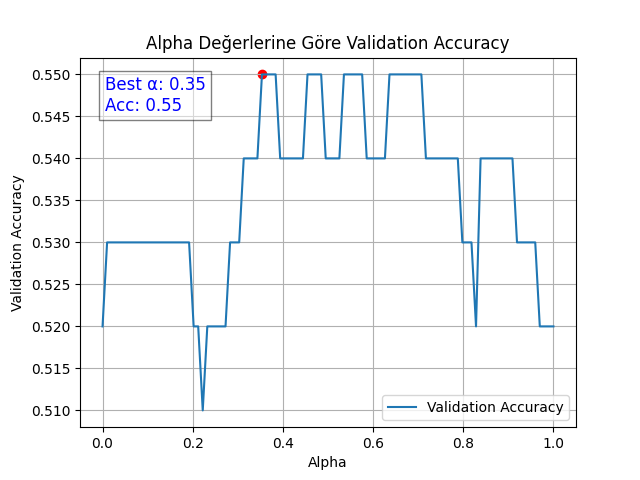 Alpha Değerlerine Göre Validation Accuracy
Best α: 0.35
Acc: 0.55
Validation Accuracy
0.550
0.545
0.540
0.535
0.530
0.525
0.520
0.515
0.510
Validation Accuracy
0.0 0.2 0.4 0.6 0.8 1.0
Alpha